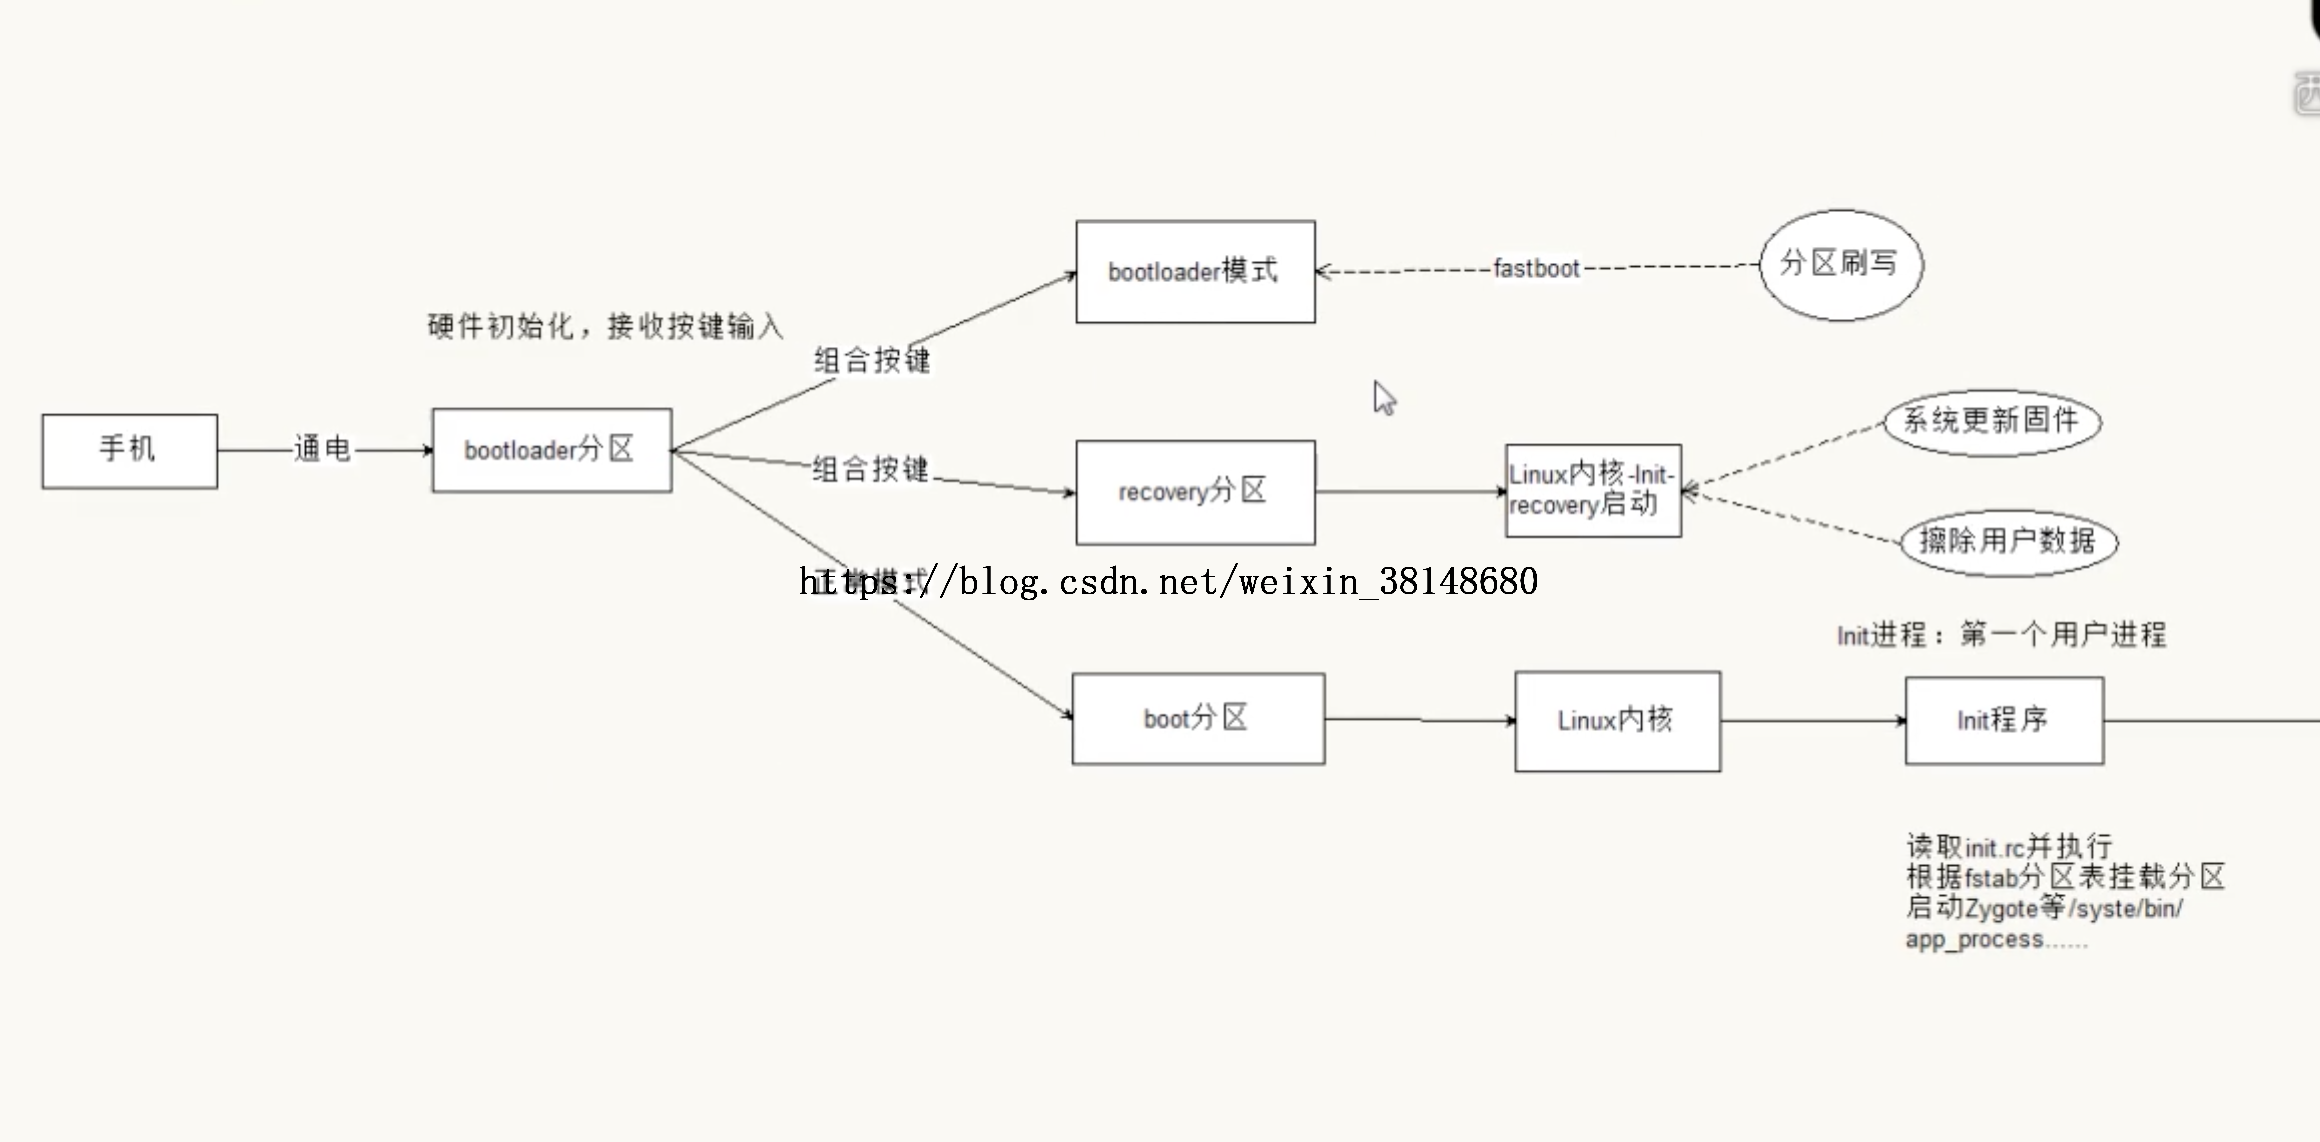 西
bootloader模式
fastboot
分区刷写
硬件初始化，接收按键输入
组合按键
手机
通电
bootloader分区
组合按键
recovery分区
Linux内核-Init-
recovery启动
系统更新固件
擦除用户数据
正常模式
https://blog.csdn.net/weixin_38148680
Init进程：第一个用户进程
boot分区
Linux内核
Init程序
读取init.rc并执行
根据fstab分区表挂载分区
启动Zygote等/syste/bin/
app_process......